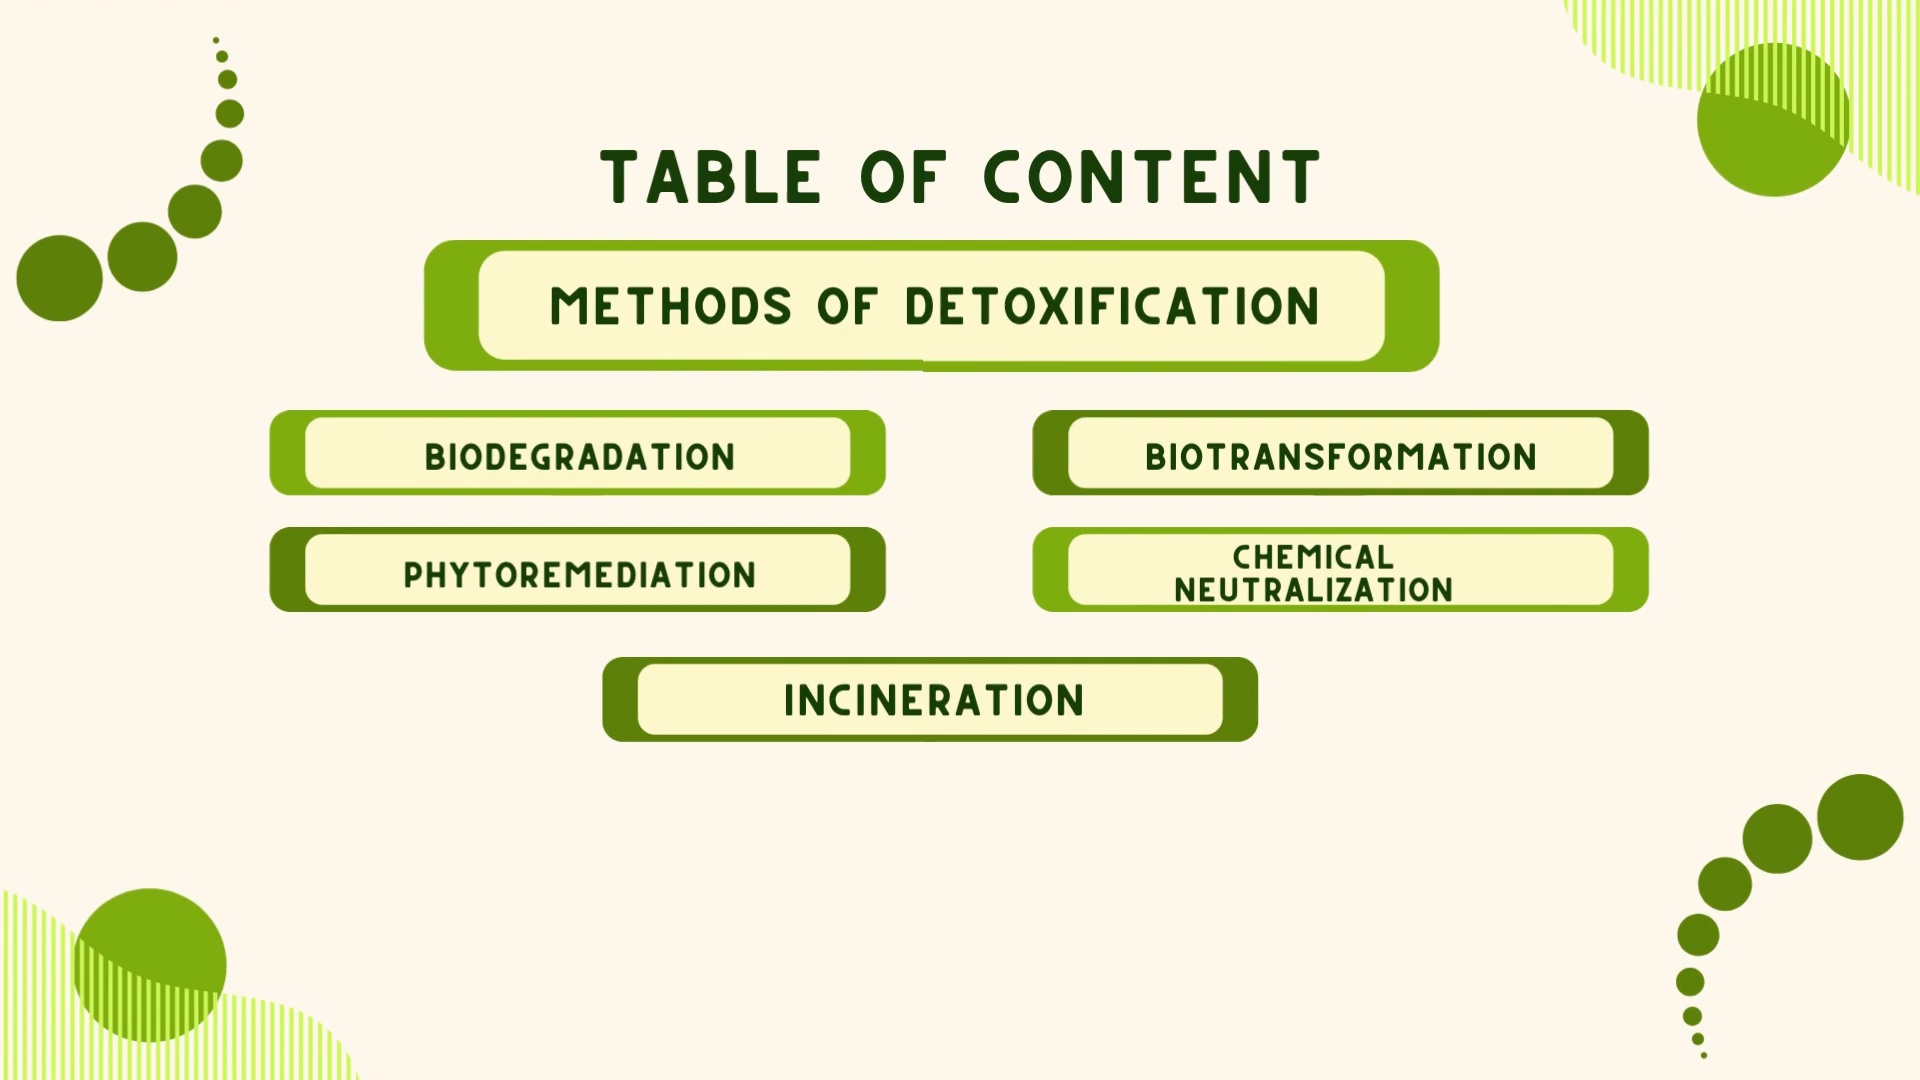 TABLE OF CONTENT
METHODS OF DETOXIFICATION
BIODEGRADATION
BIOTRANSFORMATION
PHYTOREMEDIATION
CHEMICAL
NEUTRALIZATION
INCINERATION